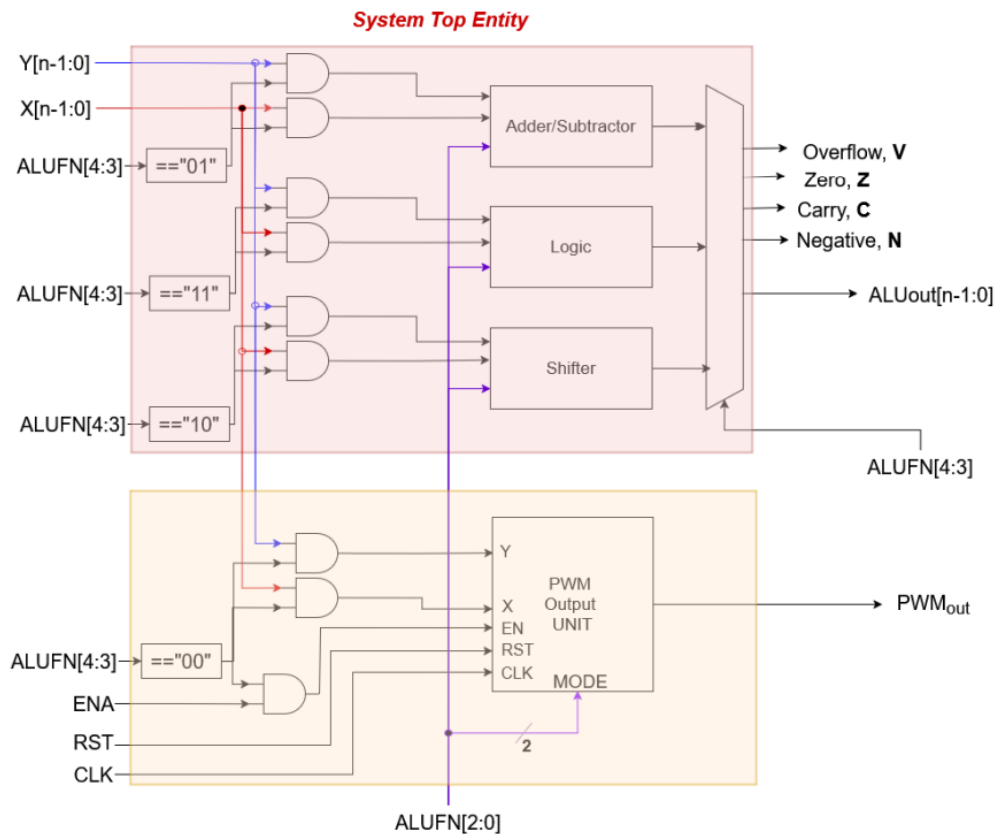 System Top Entity
Y[n-1:0]
X[n-1:0]
ALUFN[4:3]
=="01"
Adder/Subtractor
Overflow, V
Zero, Z
Carry, C
Negative, N
ALUFN[4:3]
=="11"
Logic
ALUout[n-1:0]
Shifter
ALUFN[4:3]
=="10"
ALUFN[4:3]
Y
PWM
Output
UNIT
X
EN
RST
CLK
MODE
PWMout
ALUFN[4:3]
=="00"
ENA
RST
CLK
2
ALUFN[2:0]